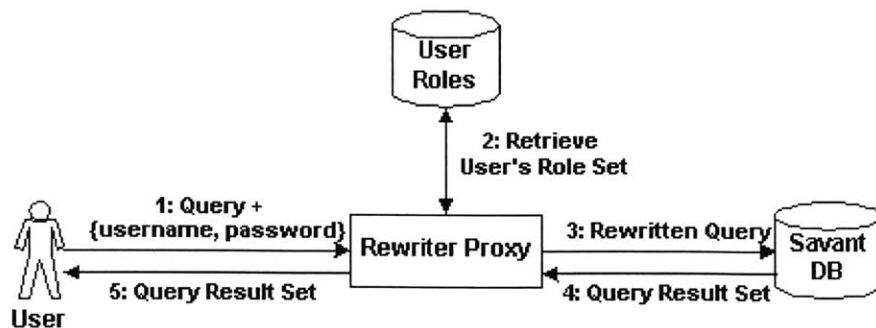 User
Roles
2: Retrieve
User's Role Set
1: Query +
{username, password}
Rewriter Proxy
3: Rewritten Query
Savant
DB
5: Query Result Set
4: Query Result Set
User